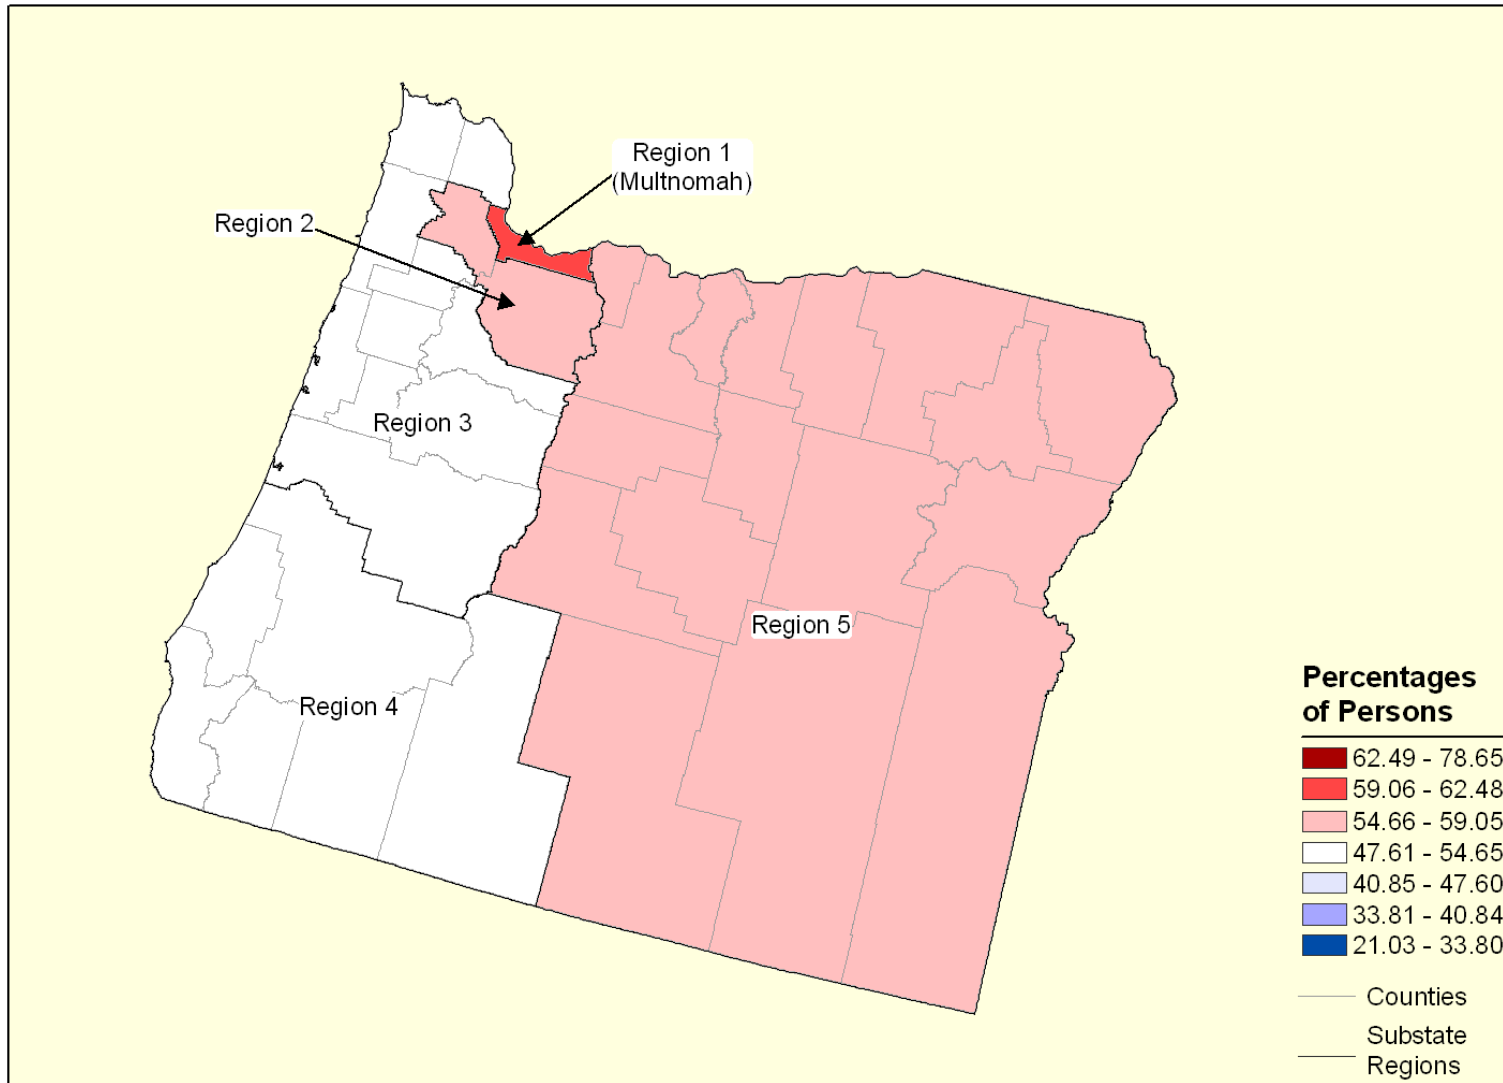 Region 1
(Multnomah)
Region 2
Region 3
Region 5
Region 4
Percentages
of Persons
62.49 - 78.65
59.06 - 62.48
54.66 - 59.05
47.61 - 54.65
40.85 - 47.60
33.81 - 40.84
21.03 - 33.80
Counties
Substate
Regions